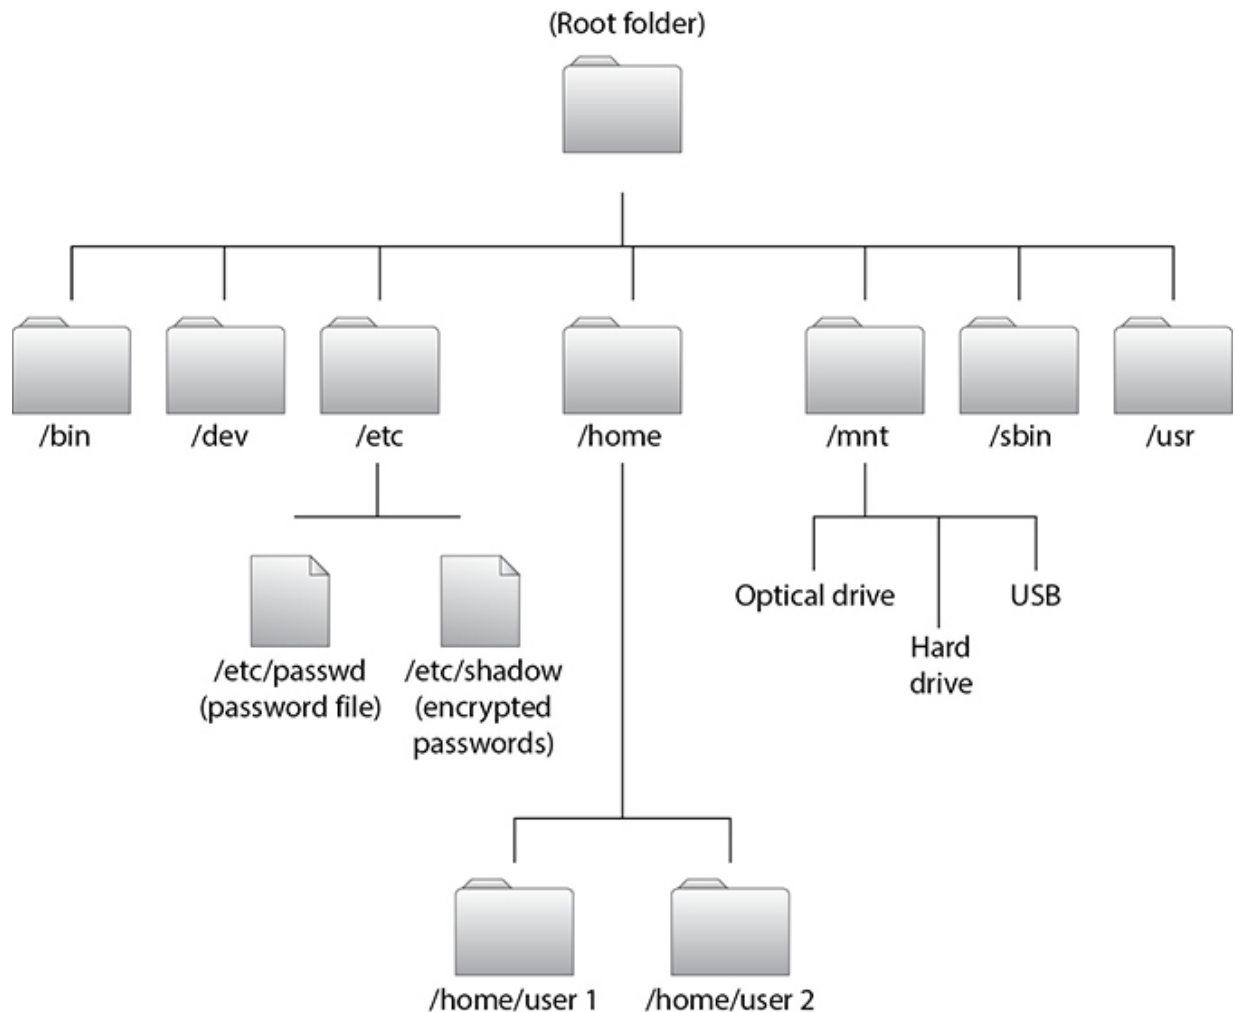 (Root folder)
/bin
/dev
/etc
/home
/mnt
/sbin
/usr
/etc/passwd
(password file)
/etc/shadow
(encrypted
passwords)
Optical drive
Hard
drive
USB
/home/user 1
/home/user 2